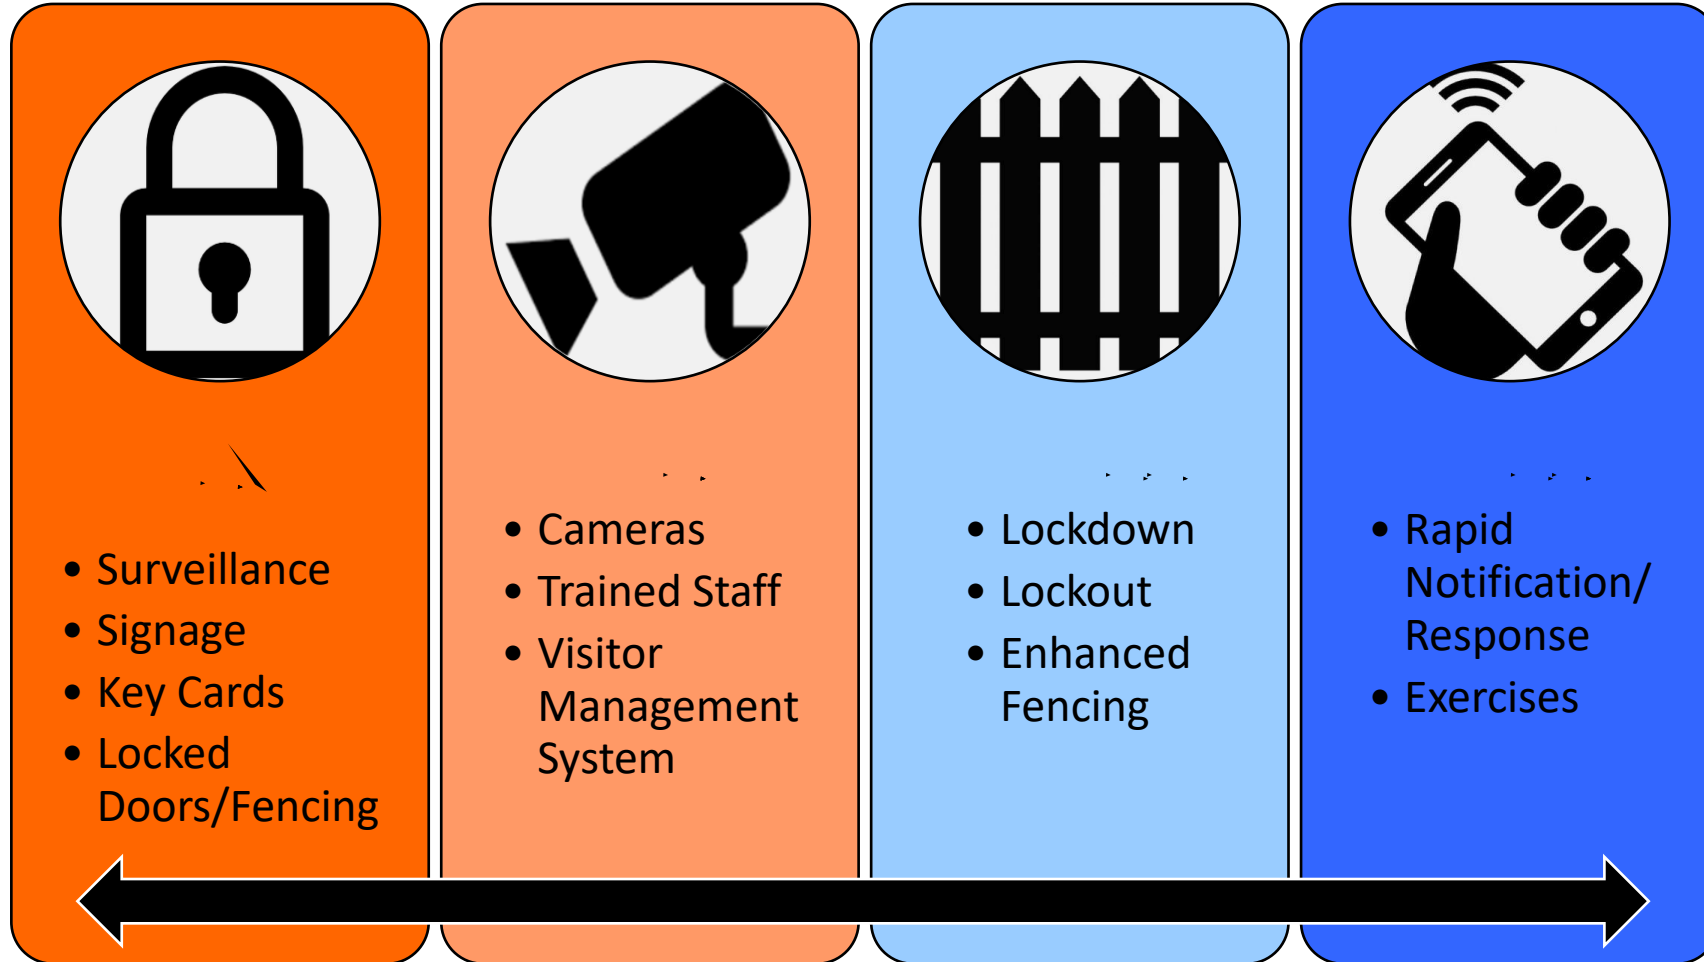 • Surveillance
• Signage
• Key Cards
• Locked
Doors/Fencing
• Cameras
• Trained Staff
• Visitor
Management
System
• Lockdown
• Lockout
• Enhanced
Fencing
• Rapid
Notification/
Response
• Exercises